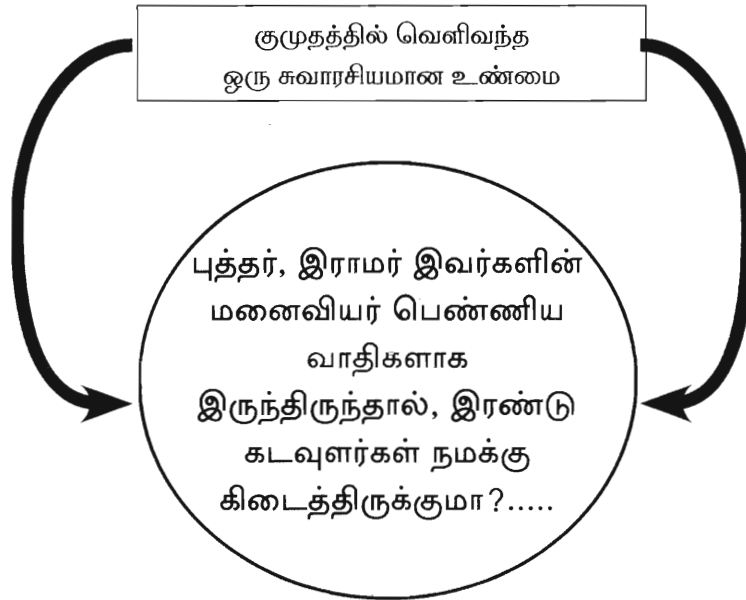 குமுதத்தில் வெளிவந்த
ஒரு சுவாரசியமான உண்மை
புத்தர், இராமர் இவர்களின்
மனைவியர் பெண்ணிய
வாதிகளாக
இருந்திருந்தால், இரண்டு
கடவுளர்கள் நமக்கு
கிடைத்திருக்குமா?.....